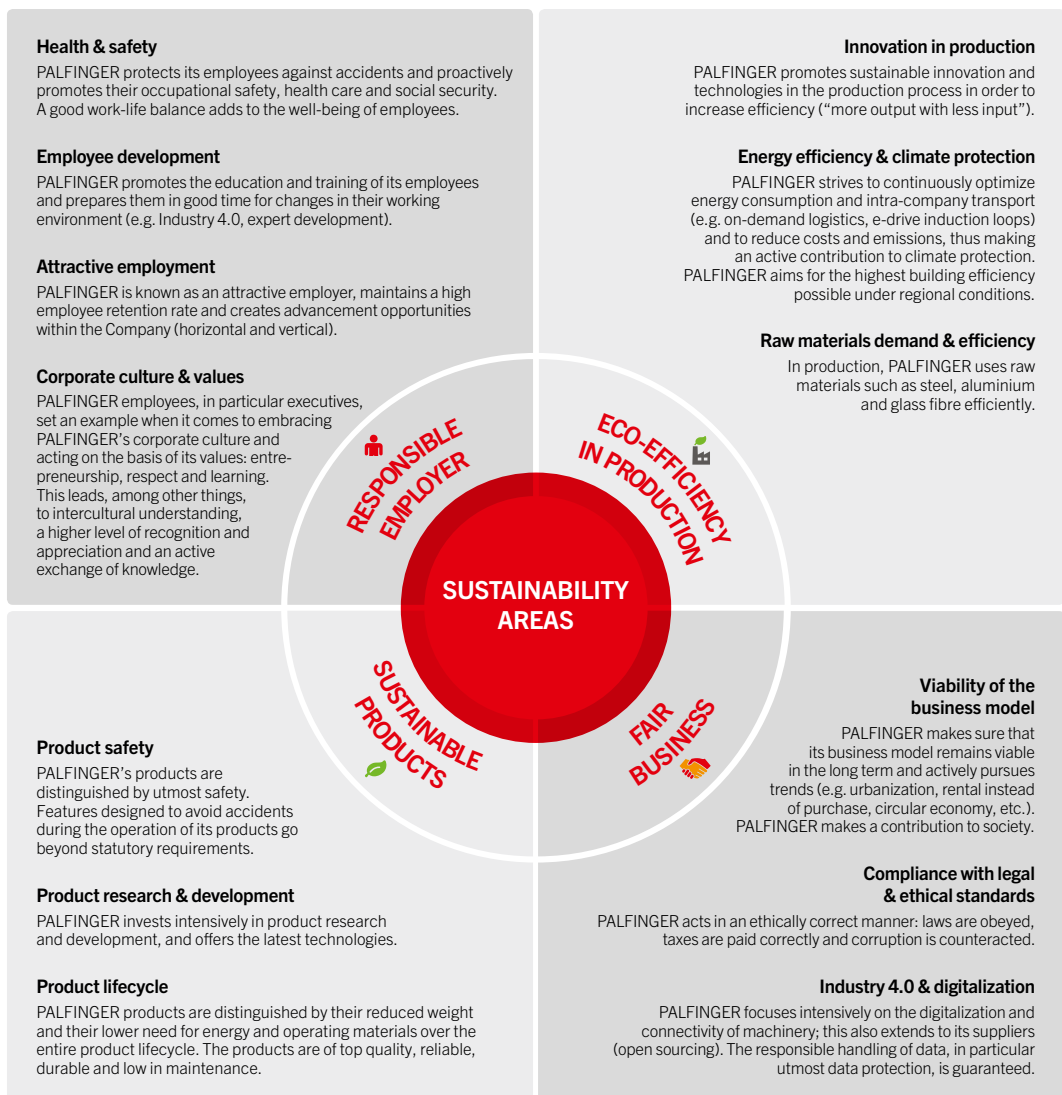 Health & safety
PALFINGER protects its employees against accidents and proactively
promotes their occupational safety, health care and social security.
A good work-life balance adds to the well-being of employees.
Employee development
PALFINGER promotes the education and training of its employees
and prepares them in good time for changes in their working
environment (e.g. Industry 4.0, expert development).
Attractive employment
PALFINGER is known as an attractive employer, maintains a high
employee retention rate and creates advancement opportunities
within the Company (horizontal and vertical).
Corporate culture & values
PALFINGER employees, in particular executives,
set an example when it comes to embracing
PALFINGER's corporate culture and
acting on the basis of its values: entre-
preneurship, respect and learning.
This leads, among other things,
to intercultural understanding,
a higher level of recognition and
appreciation and an active
exchange of knowledge.
Innovation in production
PALFINGER promotes sustainable innovation and
technologies in the production process in order to
increase efficiency (“more output with less input”).
Energy efficiency & climate protection
PALFINGER strives to continuously optimize
energy consumption and intra-company transport
(e.g. on-demand logistics, e-drive induction loops)
and to reduce costs and emissions, thus making
an active contribution to climate protection.
PALFINGER aims for the highest building efficiency
possible under regional conditions.
Raw materials demand & efficiency
In production, PALFINGER uses raw
materials such as steel, aluminium
and glass fibre efficiently.
RESPONSIBLE
EMPLOYER
ECO-EFFICIENCY
IN PRODUCTION
SUSTAINABILITY
AREAS
SUSTAINABLE
PRODUCTS
FAIR
BUSINESS
Product safety
PALFINGER's products are
distinguished by utmost safety.
Features designed to avoid accidents
during the operation of its products go
beyond statutory requirements.
Product research & development
PALFINGER invests intensively in product research
and development, and offers the latest technologies.
Product lifecycle
PALFINGER products are distinguished by their reduced weight
and their lower need for energy and operating materials over the
entire product lifecycle. The products are of top quality, reliable,
durable and low in maintenance.
Viability of the
business model
PALFINGER makes sure that
its business model remains viable
in the long term and actively pursues
trends (e.g. urbanization, rental instead
of purchase, circular economy, etc.).
PALFINGER makes a contribution to society.
Compliance with legal
& ethical standards
PALFINGER acts in an ethically correct manner: laws are obeyed,
taxes are paid correctly and corruption is counteracted.
Industry 4.0 & digitalization
PALFINGER focuses intensively on the digitalization and
connectivity of machinery; this also extends to its suppliers
(open sourcing). The responsible handling of data, in particular
utmost data protection, is guaranteed.